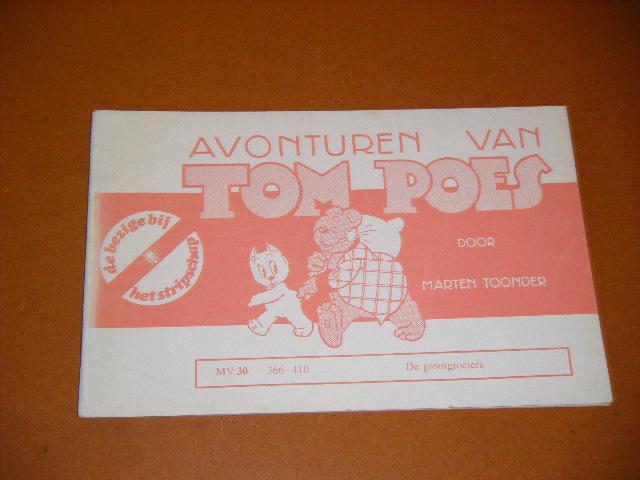 AVONTUREN VAN
TOM POES
DOOR
MARTEN TOONDER
de bezige bij
het stripschap
MV 30 366-410 De grootgroeiers